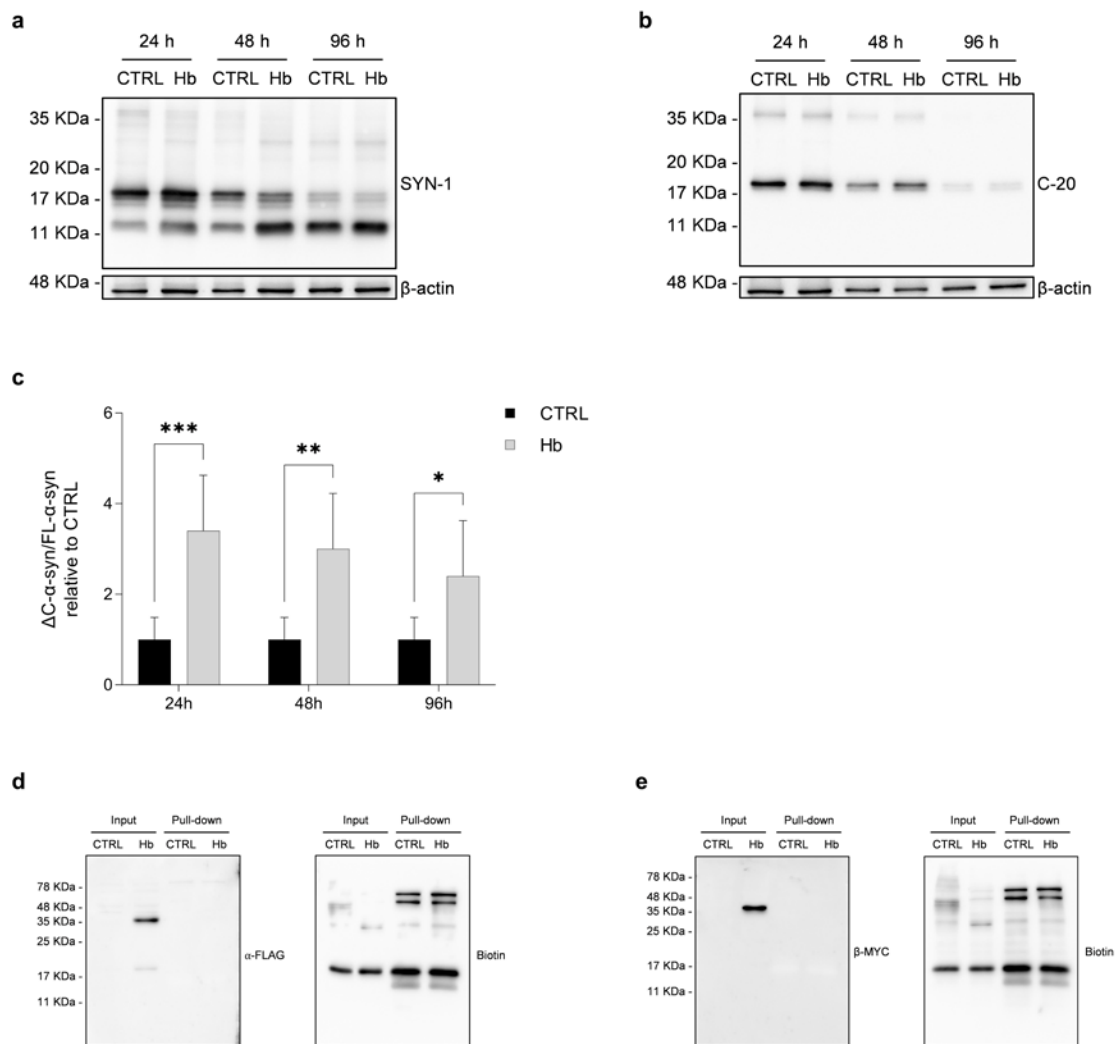 a
24 h 48 h 96 h
CTRL Hb CTRL Hb CTRL Hb
35 KDa -
20 KDa -
17 KDa -
11 KDa -
SYN-1
48 KDa -
β-actin
b
24 h 48 h 96 h
CTRL Hb CTRL Hb CTRL Hb
35 KDa -
20 KDa -
17 KDa -
11 KDa -
C-20
48 KDa -
β-actin
c
ΔC-α-syn/FL-α-syn
relative to CTRL
6
4
2
0
***
**
*
24h 48h 96h
CTRL
Hb
d
Input Pull-down
CTRL Hb CTRL Hb
78 KDa -
48 KDa -
35 KDa -
25 KDa -
17 KDa -
11 KDa -
α-FLAG
Input Pull-down
CTRL Hb CTRL Hb
Biotin
e
Input Pull-down
CTRL Hb CTRL Hb
78 KDa -
48 KDa -
35 KDa -
25 KDa -
17 KDa -
11 KDa -
β-MYC
Input Pull-down
CTRL Hb CTRL Hb
Biotin